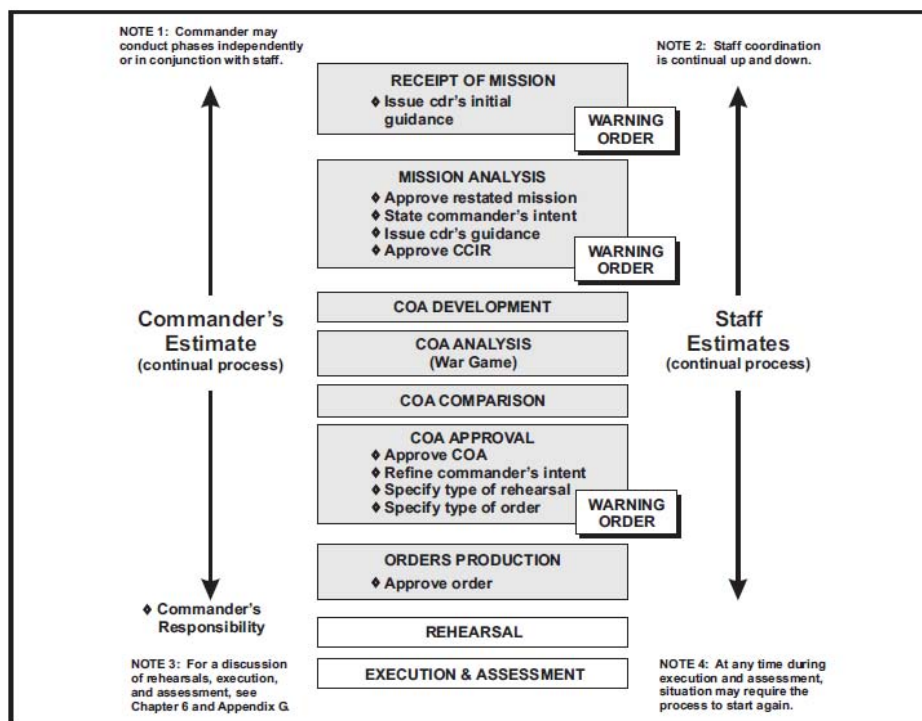 NOTE 1: Commander may
conduct phases independently
or in conjunction with staff.
NOTE 2: Staff coordination
is continual up and down.
RECEIPT OF MISSION
◊ Issue cdr's initial
guidance
WARNING
ORDER
MISSION ANALYSIS
◊ Approve restated mission
◊ State commander's intent
◊ Issue cdr's guidance
◊ Approve CCIR
WARNING
ORDER
COA DEVELOPMENT
Commander's
Estimate
(continual process)
COA ANALYSIS
(War Game)
Staff
Estimates
(continual process)
COA COMPARISON
COA APPROVAL
◊ Approve COA
◊ Refine commander's intent
◊ Specify type of rehearsal
◊ Specify type of order
WARNING
ORDER
ORDERS PRODUCTION
◊ Approve order
◊ Commander's
Responsibility
REHEARSAL
NOTE 3: For a discussion
of rehearsals, execution,
and assessment, see
Chapter 6 and Appendix G.
EXECUTION & ASSESSMENT
NOTE 4: At any time during
execution and assessment,
situation may require the
process to start again.